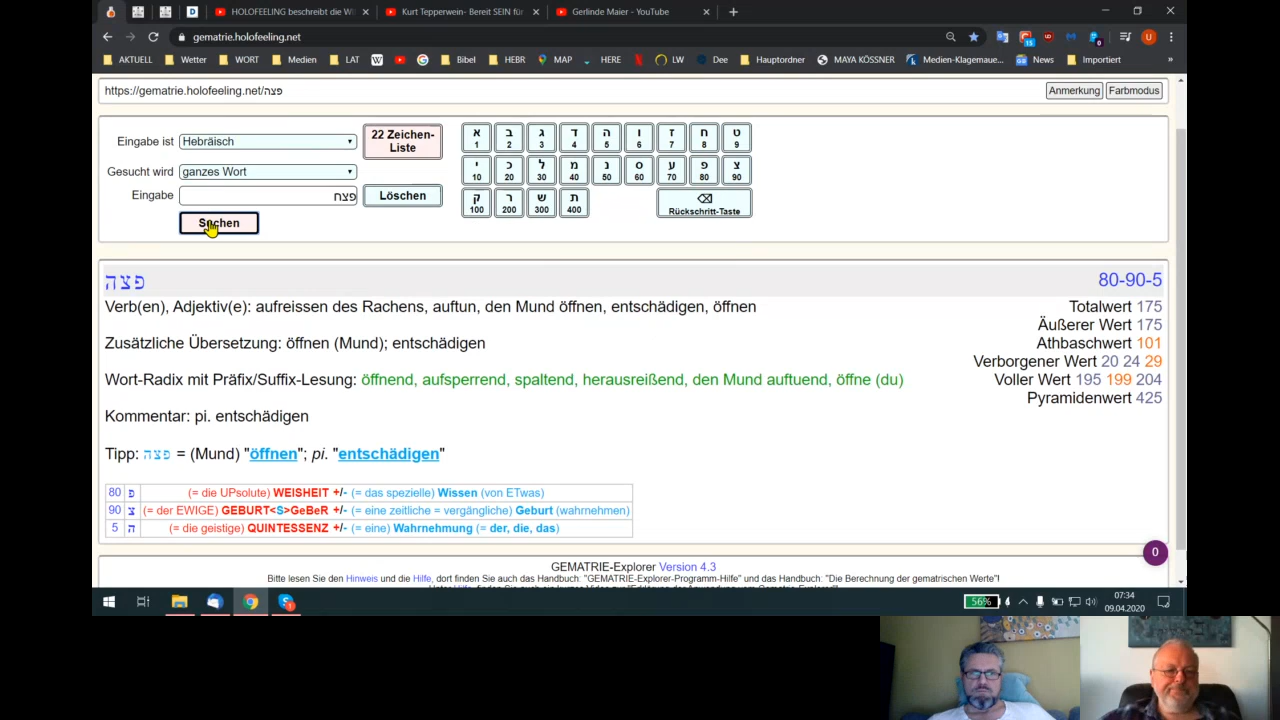 HOLOFEELING beschreibt die WI
Kurt Tepperwein- Bereit SEIN für
Gerlinde Maier - YouTube
gematrie.holofeeling.net
AKTUELL Wetter WORT Medien LAT Bibel HEBR MAP HERE LW Dee Hauptordner MAYA KÖSSNER Medien-Klagemaue... News Importiert
https://gematrie.holofeeling.net/פצה
Anmerkung Farbmodus
Eingabe ist Hebräisch
22 Zeichen-Liste
Gesucht wird ganzes Wort
Eingabe פצח Löschen
Suchen
א ב ג ד ה ו ז ח ט
1 2 3 4 5 6 7 8 9
י כ ל מ נ ס ע פ צ
10 20 30 40 50 60 70 80 90
ק ר ש ת
100 200 300 400 Rückschritt-Taste
פצה 80-90-5
Verb(en), Adjektiv(e): aufreissen des Rachens, auftun, den Mund öffnen, entschädigen, öffnen
Totalwert 175
Äußerer Wert 175
Zusätzliche Übersetzung: öffnen (Mund); entschädigen
Athbaschwert 101
Verborgener Wert 20 24 29
Wort-Radix mit Präfix/Suffix-Lesung: öffnend, aufsperrend, spaltend, herausreißend, den Mund auftuend, öffne (du)
Voller Wert 195 199 204
Pyramidenwert 425
Kommentar: pi. entschädigen
Tipp: פצה = (Mund) "öffnen"; pi. "entschädigen"
80 פ (= die UPsolute) WEISHEIT +/- (= das spezielle) Wissen (von ETwas)
90 צ (= der EWIGE) GEBURT<S>GeBeR +/- (= eine zeitliche = vergängliche) Geburt (wahrnehmen)
5 ה (= die geistige) QUINTESSENZ +/- (= eine) Wahrnehmung (= der, die, das)
0
GEMATRIE-Explorer Version 4.3
Bitte lesen Sie den Hinweis und die Hilfe, dort finden Sie auch das Handbuch: "GEMATRIE-Explorer-Programm-Hilfe" und das Handbuch: "Die Berechnung der gematrischen Werte"!
56%
07:34
09.04.2020